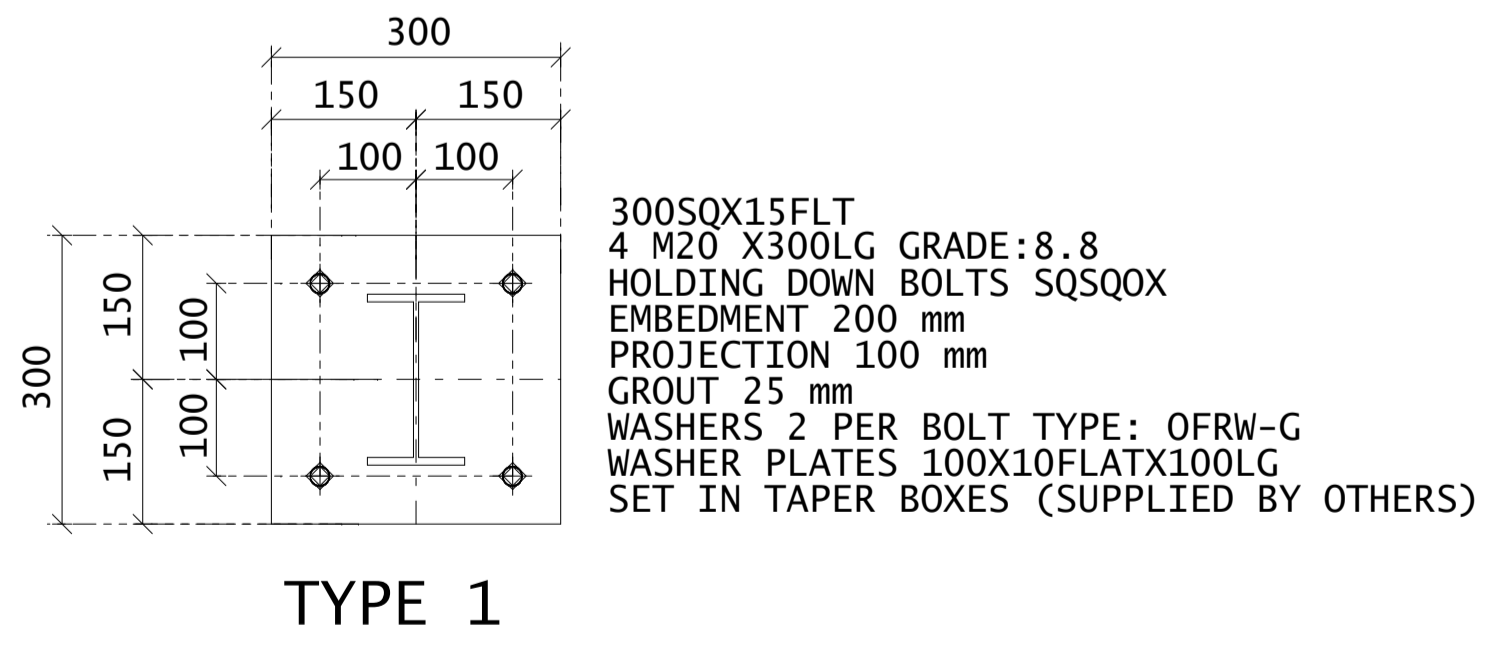 300
150 150
100 100
300
150
150
100
100
300SQX15FLT
4 M20 X300LG GRADE:8.8
HOLDING DOWN BOLTS SQSQOX
EMBEDMENT 200 mm
PROJECTION 100 mm
GROUT 25 mm
WASHERS 2 PER BOLT TYPE: OFRW-G
WASHER PLATES 100X10FLATX100LG
SET IN TAPER BOXES (SUPPLIED BY OTHERS)
TYPE 1